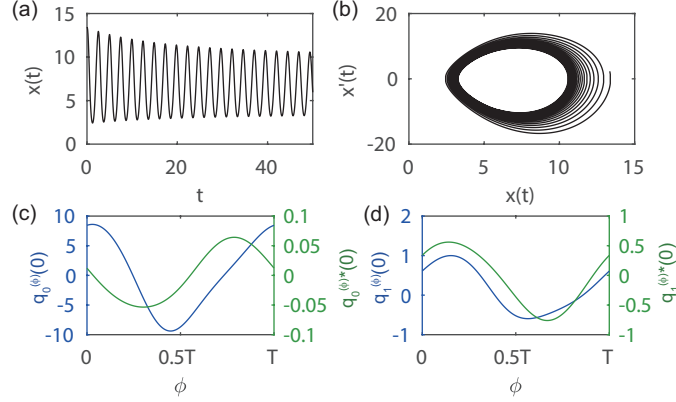 (a)
15
10
5
0
x(t)
0
20
40
t
(b)
20
0
-20
x'(t)
0
5
10
15
x(t)
(c)
10
5
0
-5
-10
q₀⁽ᶲ⁾(0)
0.1
0.05
0
-0.05
-0.1
q₀⁽ᶲ⁾*(0)
0
0.5T
T
ϕ
(d)
2
1
0
-1
q₁⁽ᶲ⁾(0)
1
0.5
0
-0.5
-1
q₁⁽ᶲ⁾*(0)
0
0.5T
T
ϕ